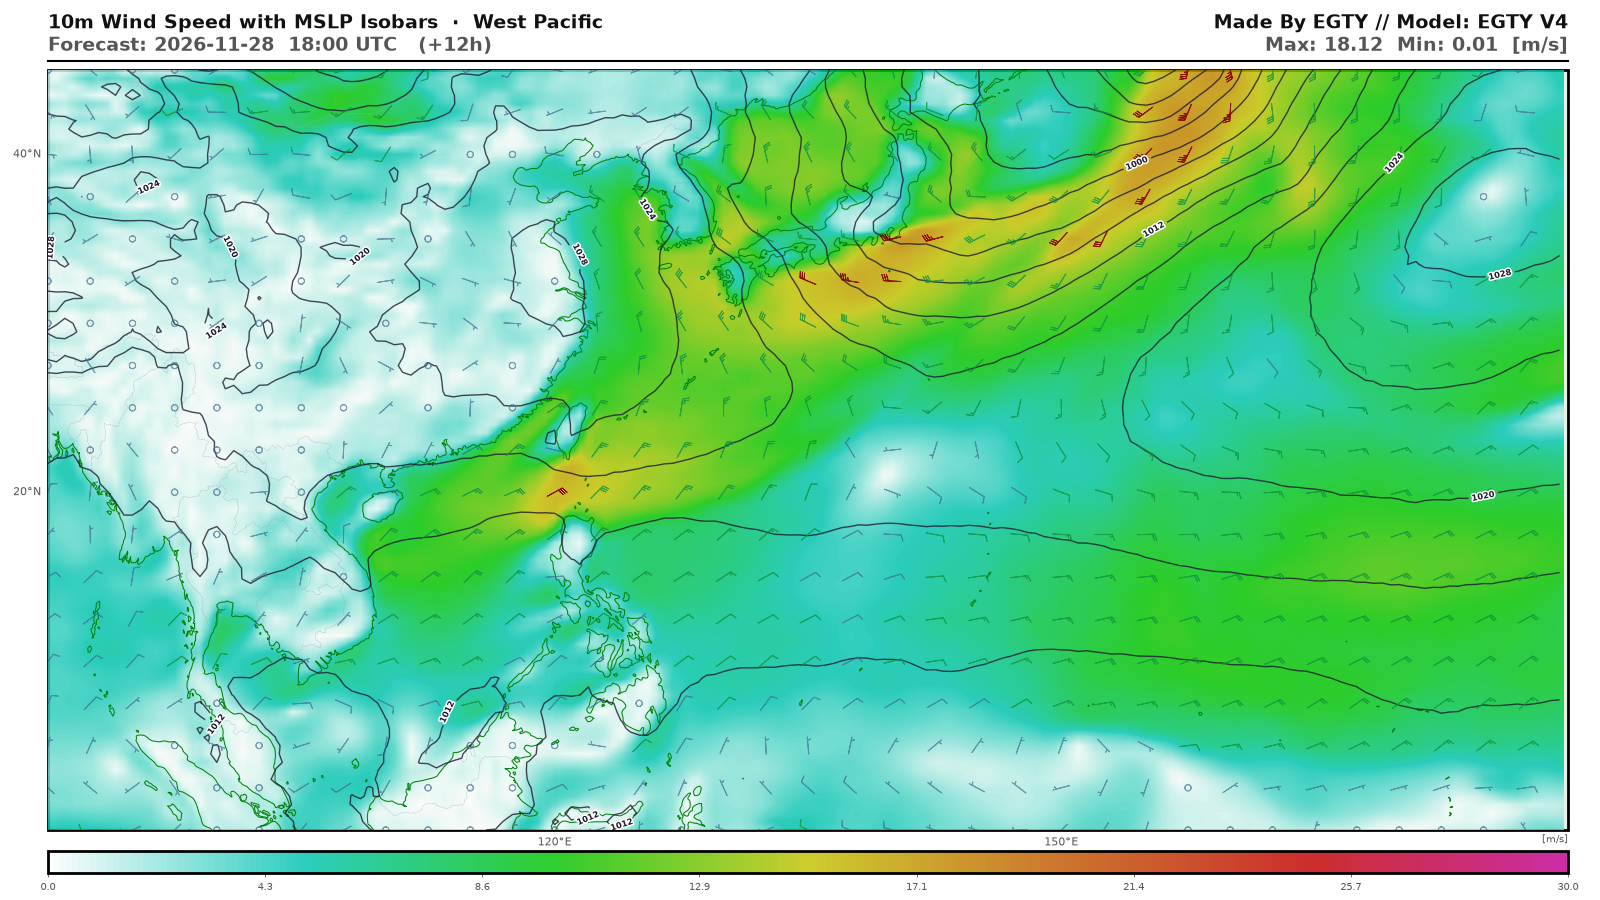 10m Wind Speed with MSLP Isobars · West Pacific
Made By EGTY // Model: EGTY V4
Forecast: 2026-11-28 18:00 UTC (+12h)
Max: 18.12 Min: 0.01 [m/s]
1000
40°N
1024
1024
1024
1012
1028
1020
1020
1028
1028
1024
20°N
1020
1012
1012
1012
1012
120°E
150°E
[m/s]
0.0
4.3
8.6
12.9
17.1
21.4
25.7
30.0